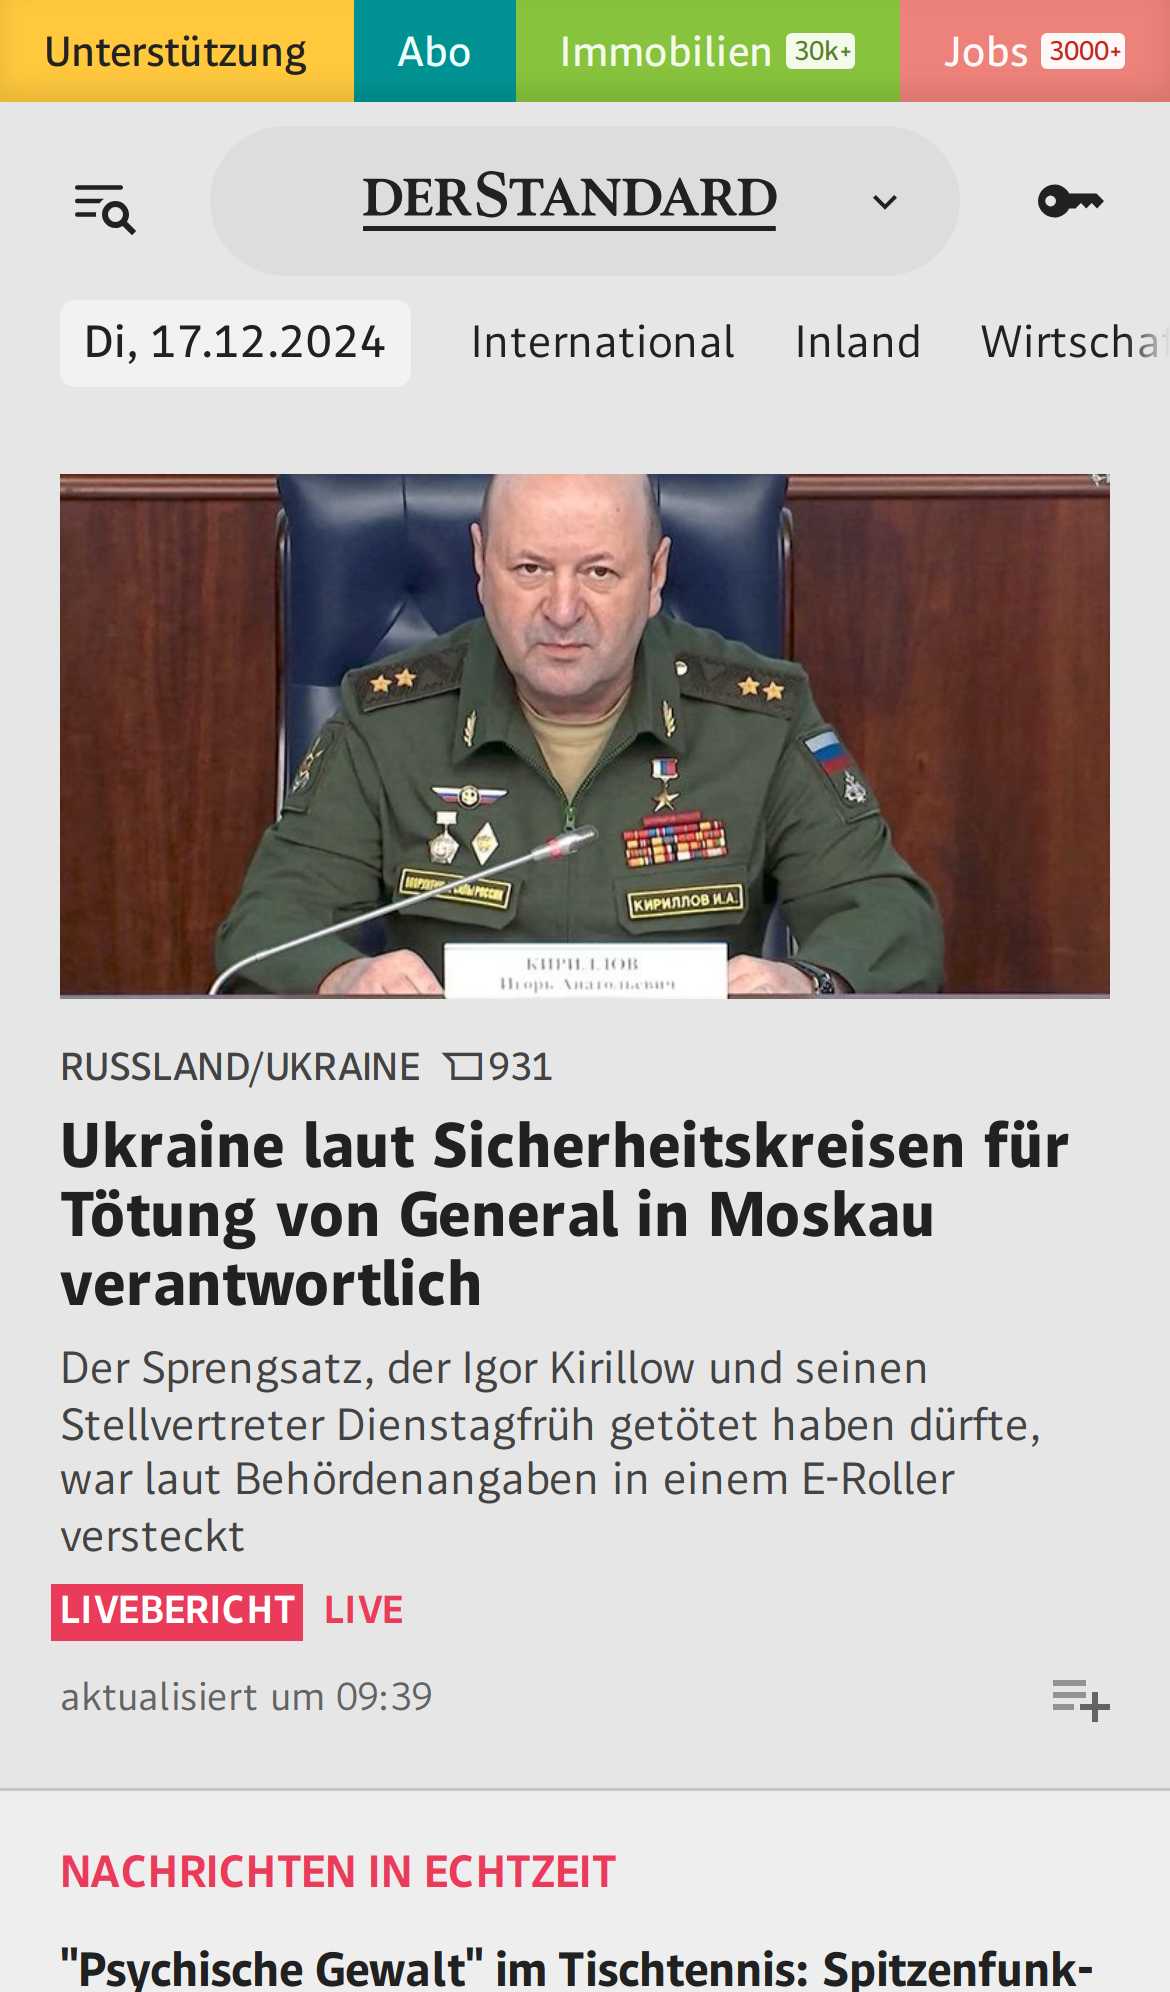 Unterstützung Abo Immobilien 30k+ Jobs 3000+
DERSTANDARD
Di, 17.12.2024 International Inland Wirtscha
КИРИЛЛОВ И.А.
КИРИЛЛОВ
Игорь Анатольевич
RUSSLAND/UKRAINE 931
Ukraine laut Sicherheitskreisen für
Tötung von General in Moskau
verantwortlich
Der Sprengsatz, der Igor Kirillow und seinen
Stellvertreter Dienstagfrüh getötet haben dürfte,
war laut Behördenangaben in einem E-Roller
versteckt
LIVEBERICHT LIVE
aktualisiert um 09:39
NACHRICHTEN IN ECHTZEIT
"Psychische Gewalt" im Tischtennis: Spitzenfunk-